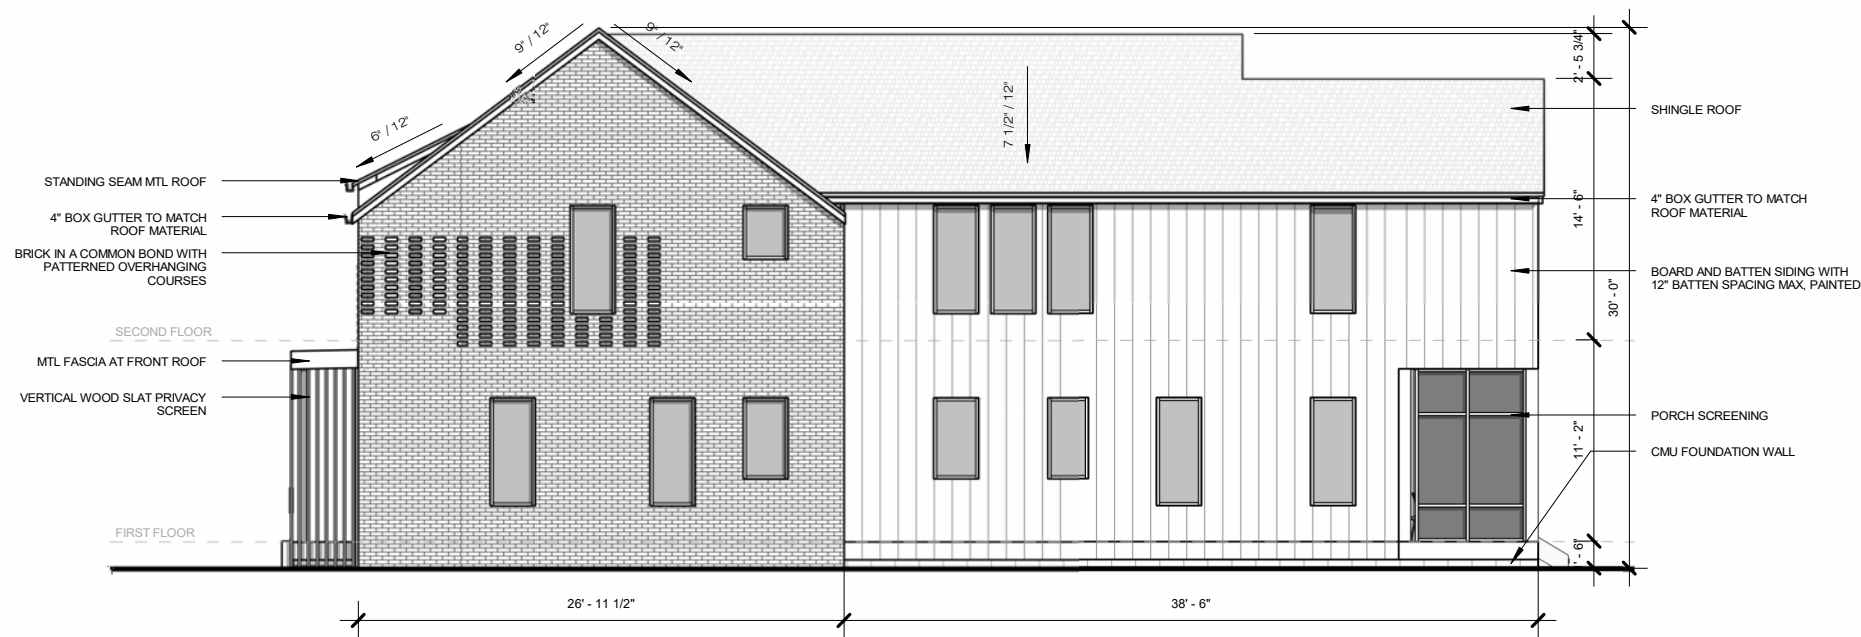 9" / 12"
9" / 12"
6" / 12"
7 1/2" / 12"
STANDING SEAM MTL ROOF
4" BOX GUTTER TO MATCH
ROOF MATERIAL
BRICK IN A COMMON BOND WITH
PATTERNED OVERHANGING
COURSES
SECOND FLOOR
MTL FASCIA AT FRONT ROOF
VERTICAL WOOD SLAT PRIVACY
SCREEN
FIRST FLOOR
2' - 5 3/4"
SHINGLE ROOF
14' - 6"
4" BOX GUTTER TO MATCH
ROOF MATERIAL
BOARD AND BATTEN SIDING WITH
12" BATTEN SPACING MAX, PAINTED
30' - 0"
PORCH SCREENING
11' - 2"
CMU FOUNDATION WALL
' - 6"
26' - 11 1/2"
38' - 6"